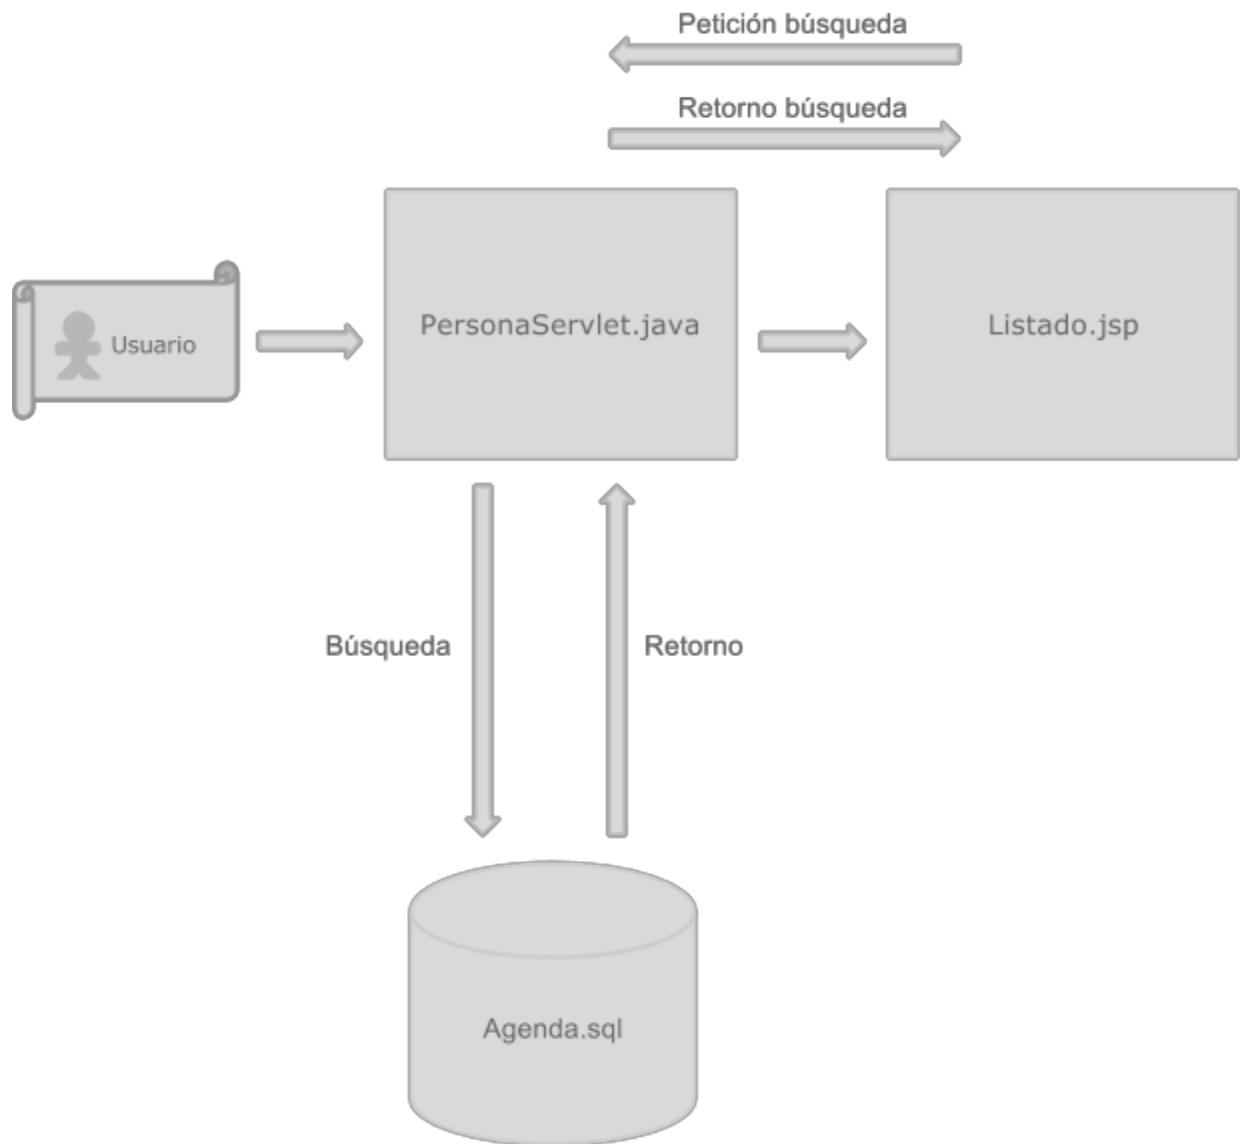 Petición búsqueda
Retorno búsqueda
Usuario
PersonaServlet.java
Listado.jsp
Búsqueda
Retorno
Agenda.sql